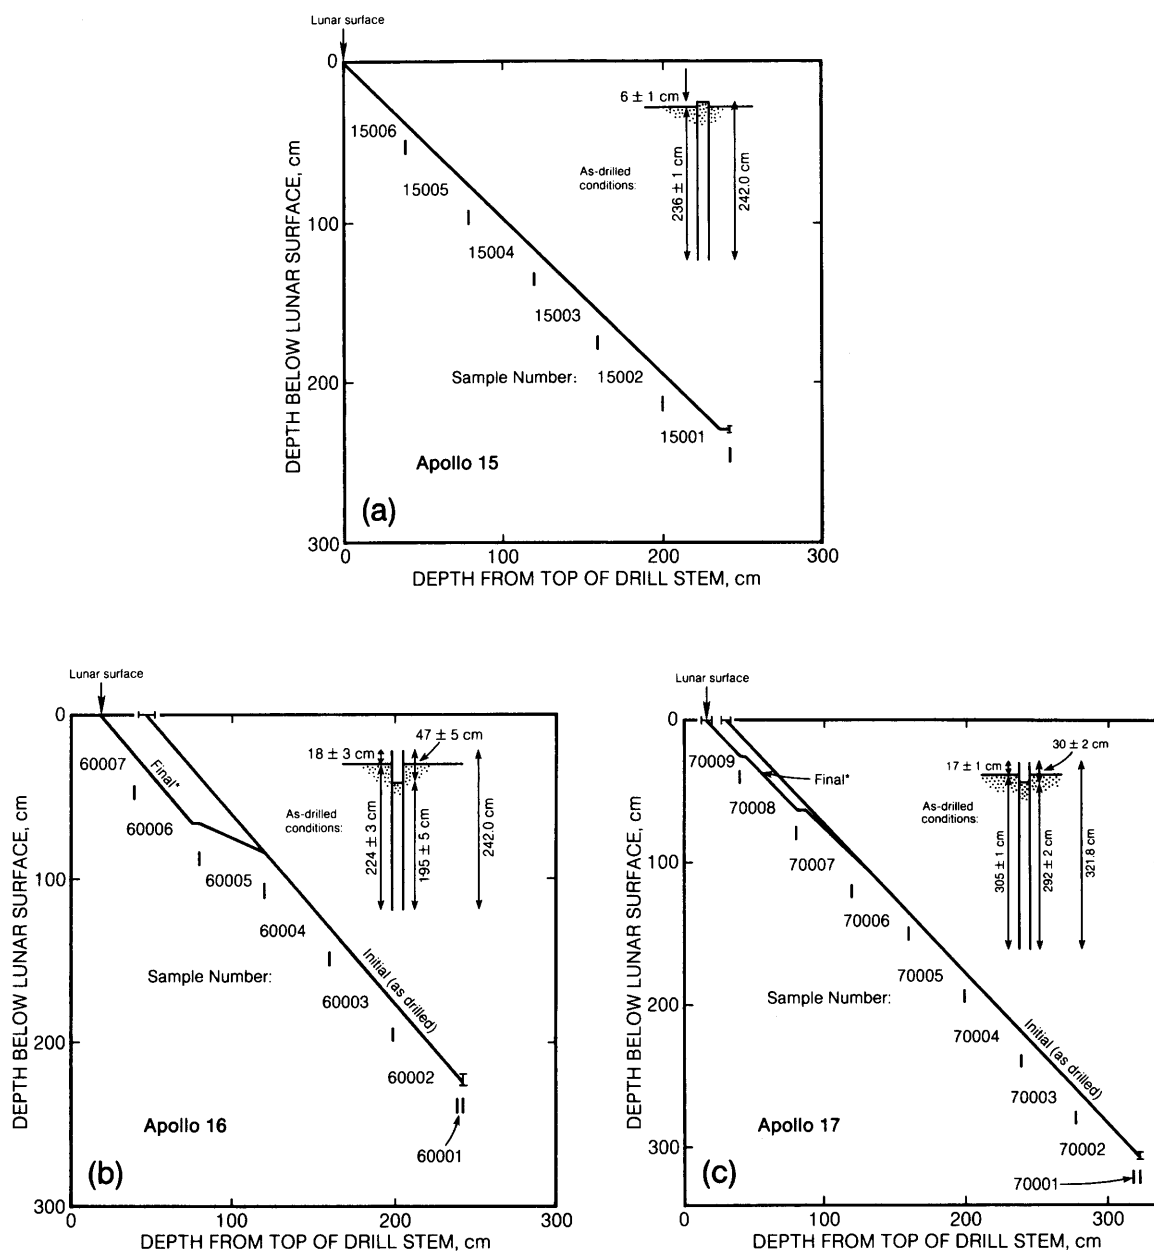 Lunar surface
0
100
200
300
0
100
200
300
DEPTH BELOW LUNAR SURFACE, cm
DEPTH FROM TOP OF DRILL STEM, cm
15006
15005
15004
15003
Sample Number: 15002
15001
Apollo 15
(a)
6 ± 1 cm
As-drilled
conditions:
236 ± 1 cm
242.0 cm
Lunar surface
0
100
200
300
0
100
200
300
DEPTH BELOW LUNAR SURFACE, cm
DEPTH FROM TOP OF DRILL STEM, cm
60007
Final*
60006
60005
60004
Sample Number:
60003
Initial (as drilled)
60002
60001
Apollo 16
(b)
47 ± 5 cm
18 ± 3 cm
As-drilled
conditions:
224 ± 3 cm
195 ± 5 cm
242.0 cm
Lunar surface
0
100
200
300
0
100
200
300
DEPTH BELOW LUNAR SURFACE, cm
DEPTH FROM TOP OF DRILL STEM, cm
70009
Final*
70008
70007
70006
70005
Sample Number:
70004
Initial (as drilled)
70003
70002
70001
Apollo 17
(c)
30 ± 2 cm
17 ± 1 cm
As-drilled
conditions:
305 ± 1 cm
292 ± 2 cm
321.8 cm